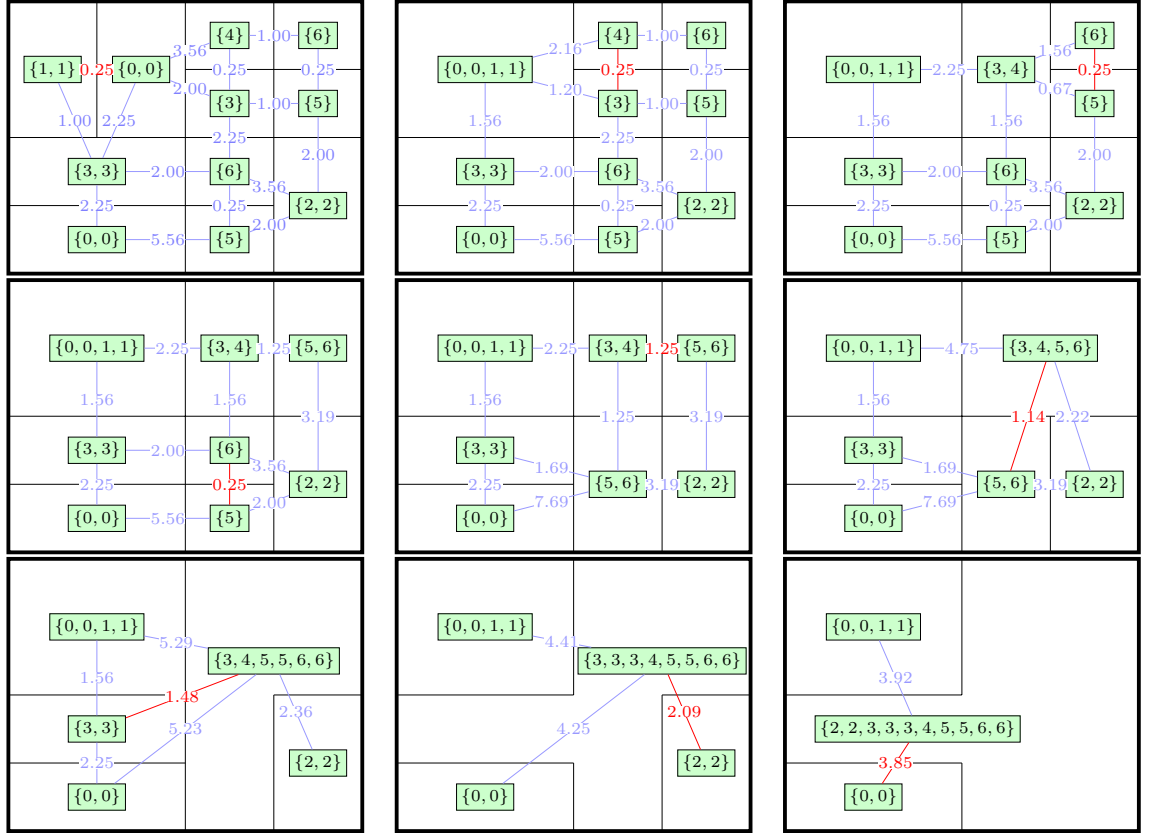 {4} 1.00 {6}
3.56
{1, 1} 0.25 {0, 0} 0.25 0.25
2.00
{3} 1.00 {5}
1.00 2.25
2.25
2.00
{3, 3} 2.00 {6}
3.56
2.25 0.25 {2, 2}
2.00
{0, 0} 5.56 {5}
{4} 1.00 {6}
2.16
{0, 0, 1, 1} 0.25 0.25
1.20
{3} 1.00 {5}
1.56
2.25
2.00
{3, 3} 2.00 {6}
3.56
2.25 0.25 {2, 2}
2.00
{0, 0} 5.56 {5}
{6}
1.56
{0, 0, 1, 1} 2.25 {3, 4} 0.25
0.67
{5}
1.56 1.56
2.00
{3, 3} 2.00 {6}
3.56
2.25 0.25 {2, 2}
2.00
{0, 0} 5.56 {5}
{0, 0, 1, 1} 2.25 {3, 4} 1.25 {5, 6}
1.56 1.56
3.19
{3, 3} 2.00 {6}
3.56
2.25 0.25 {2, 2}
2.00
{0, 0} 5.56 {5}
{0, 0, 1, 1} 2.25 {3, 4} 1.25 {5, 6}
1.56
1.25 3.19
{3, 3}
1.69
2.25 {5, 6} 3.19 {2, 2}
7.69
{0, 0}
{0, 0, 1, 1} 4.75 {3, 4, 5, 6}
1.56
1.14 2.22
{3, 3}
1.69
2.25 {5, 6} 3.19 {2, 2}
7.69
{0, 0}
{0, 0, 1, 1}
5.29
{3, 4, 5, 5, 6, 6}
1.56
1.48
2.36
{3, 3} 5.23
2.25 {2, 2}
{0, 0}
{0, 0, 1, 1}
4.41
{3, 3, 3, 4, 5, 5, 6, 6}
2.09
4.25
{2, 2}
{0, 0}
{0, 0, 1, 1}
3.92
{2, 2, 3, 3, 3, 4, 5, 5, 6, 6}
3.85
{0, 0}